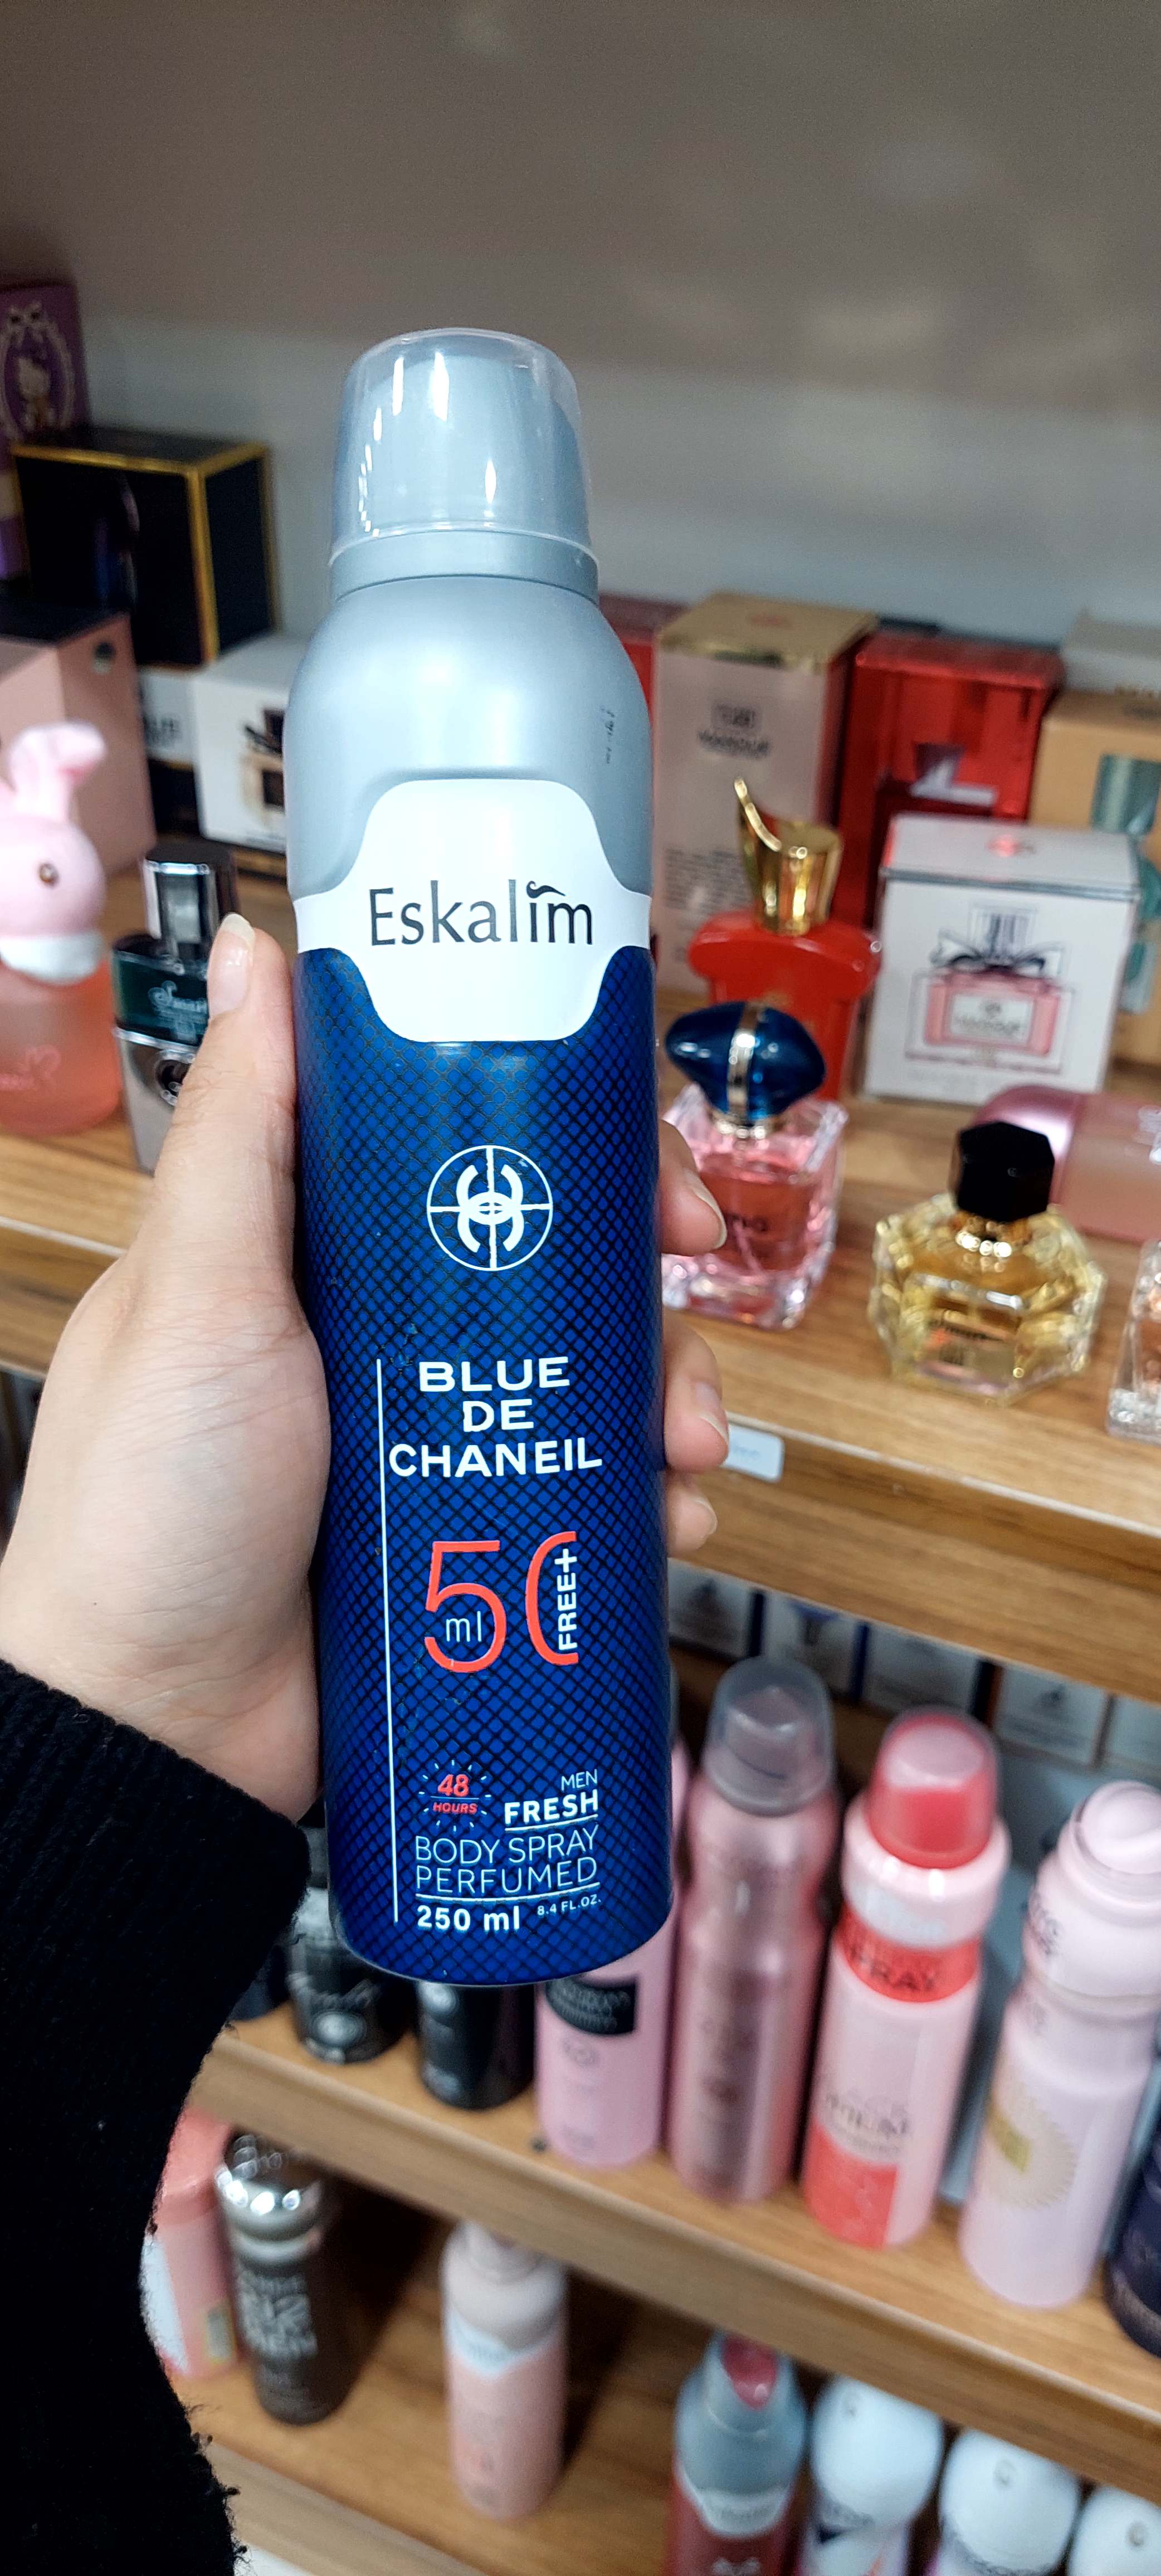 Eskalim
BLUE
DE
CHANEIL
50
ml
FREE+
48
HOURS
MEN
FRESH
BODY SPRAY
PERFUMED
250 ml 8.4 FL.OZ.